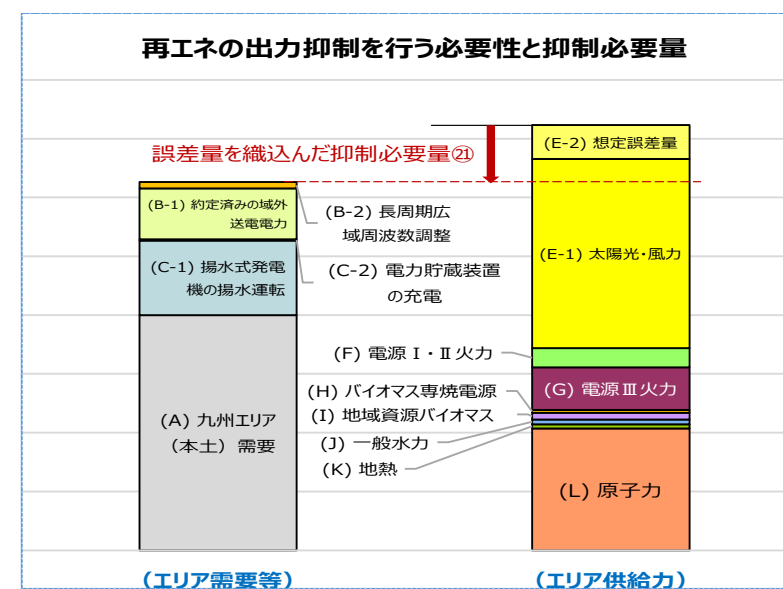 再エネの出力抑制を行う必要性と抑制必要量
誤差量を織込んだ抑制必要量㉑
(B-1) 約定済みの域外
送電電力
(B-2) 長周期広
域周波数調整
(C-1) 揚水式発電
機の揚水運転
(C-2) 電力貯蔵装置
の充電
(A) 九州エリア
（本土）需要
(E-2) 想定誤差量
(E-1) 太陽光・風力
(F) 電源Ⅰ・Ⅱ火力
(G) 電源Ⅲ火力
(H) バイオマス専焼電源
(I) 地域資源バイオマス
(J) 一般水力
(K) 地熱
(L) 原子力
（エリア需要等）
（エリア供給力）